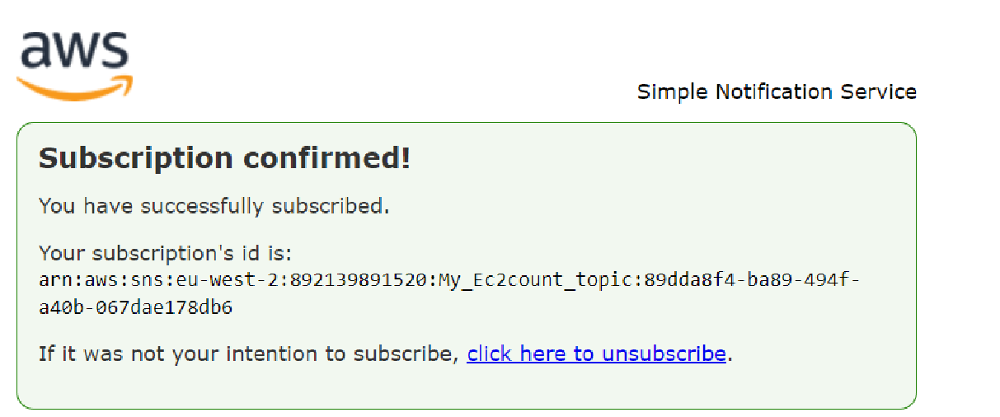 aws
Simple Notification Service
Subscription confirmed!
You have successfully subscribed.
Your subscription's id is:
arn:aws:sns:eu-west-2:892139891520:My_Ec2count_topic:89dda8f4-ba89-494f-
a40b-067dae178db6
If it was not your intention to subscribe, click here to unsubscribe.